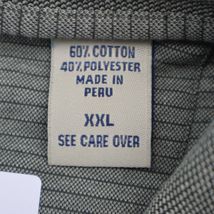 60% COTTON
40% POLYESTER
MADE IN
PERU
XXL
SEE CARE OVER